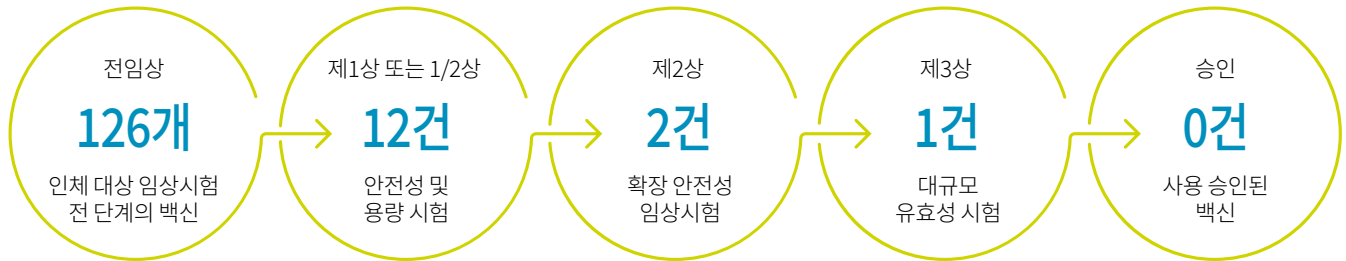 전임상
126개
인체 대상 임상시험
전 단계의 백신
제1상 또는 1/2상
12건
안전성 및
용량 시험
제2상
2건
확장 안전성
임상시험
제3상
1건
대규모
유효성 시험
승인
0건
사용 승인된
백신